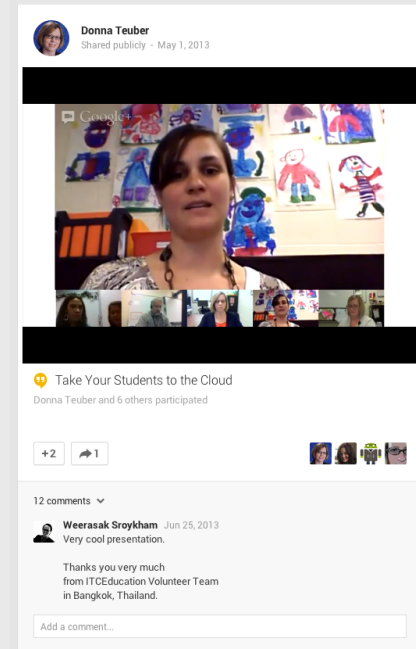 Donna Teuber
Shared publicly - May 1, 2013
Google+
Take Your Students to the Cloud
Donna Teuber and 6 others participated
+2
1
12 comments
Weerasak Sroykham Jun 25, 2013
Very cool presentation.
Thanks you very much
from ITCEducation Volunteer Team
in Bangkok, Thailand.
Add a comment...